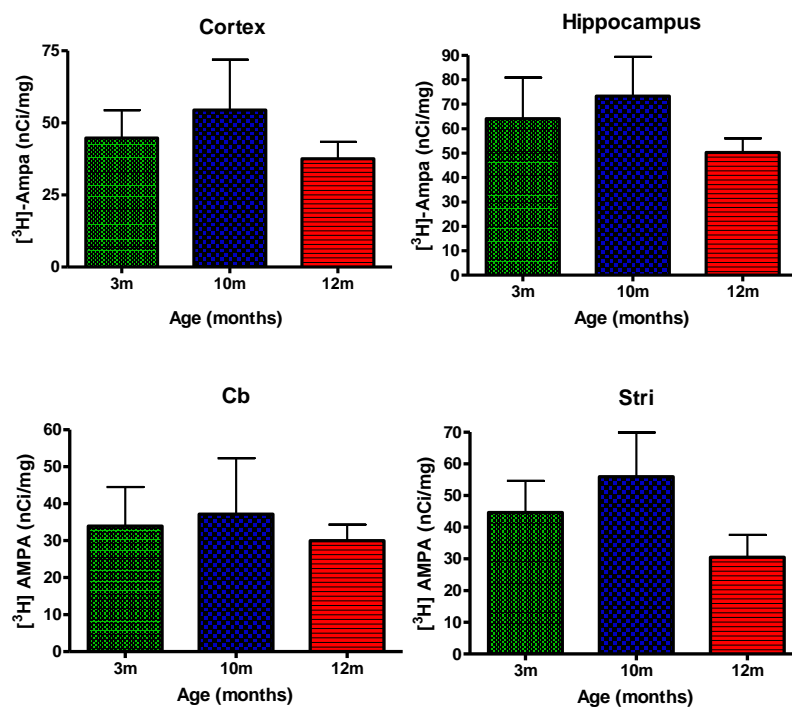 Cortex
[³H]-Ampa (nCi/mg)
75
50
25
0
3m 10m 12m
Age (months)
Hippocampus
[³H]-Ampa (nCi/mg)
90
80
70
60
50
40
30
20
10
0
3m 10m 12m
Age (months)
Cb
[³H] AMPA (nCi/mg)
60
50
40
30
20
10
0
3m 10m 12m
Age (months)
Stri
[³H] AMPA (nCi/mg)
70
60
50
40
30
20
10
0
3m 10m 12m
Age (months)